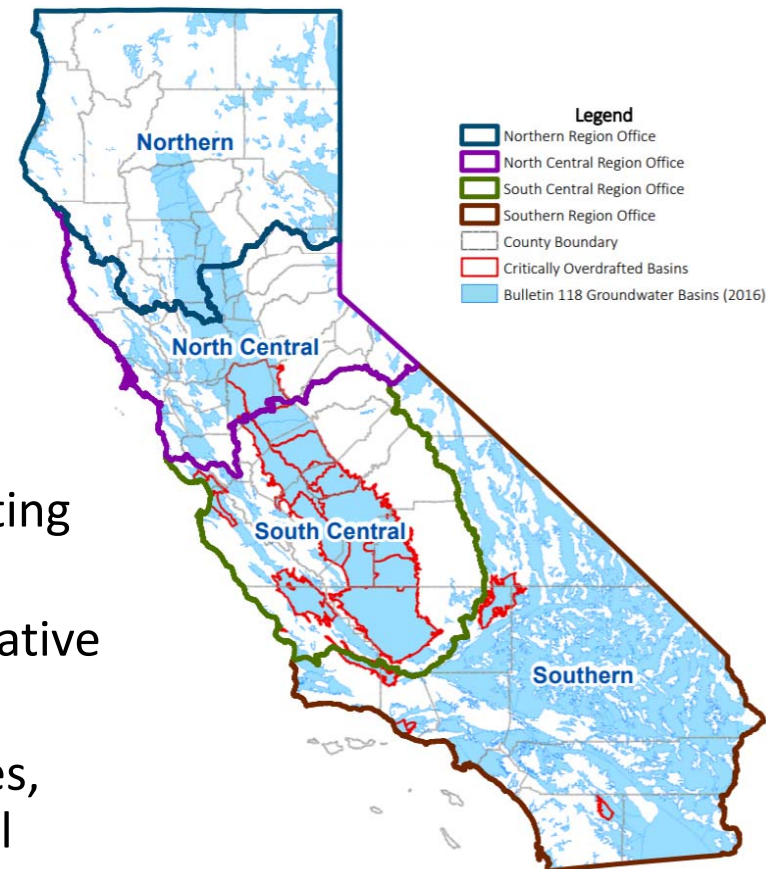 Northern
North Central
South Central
Southern
Legend
Northern Region Office
North Central Region Office
South Central Region Office
Southern Region Office
County Boundary
Critically Overdrafted Basins
Bulletin 118 Groundwater Basins (2016)
ting
ative
es,
l